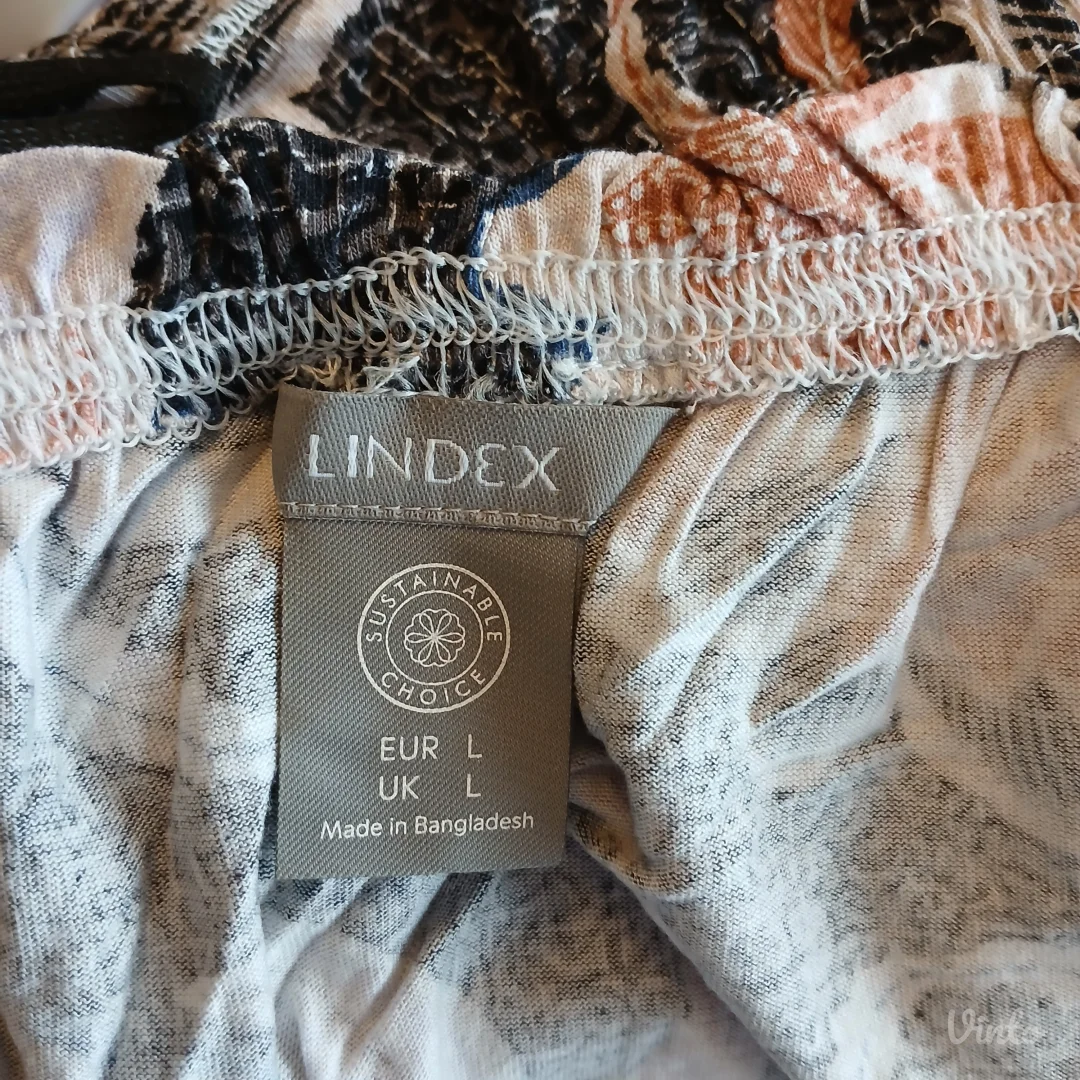 LINDEX
SUSTAINABLE
CHOICE
EUR L
UK L
Made in Bangladesh